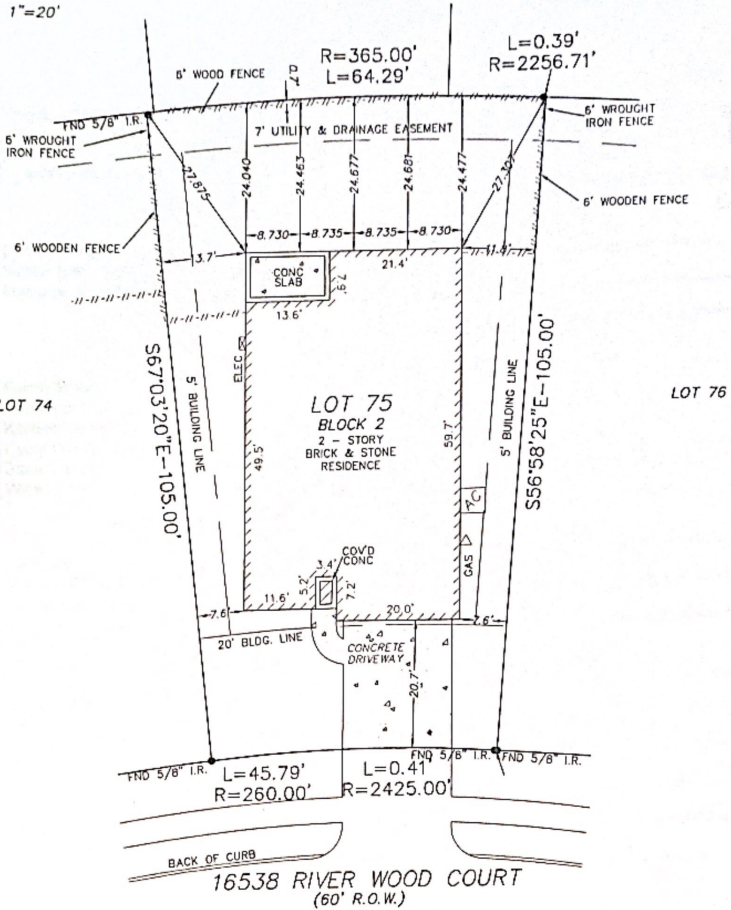 1"=20'
L=0.39'
R=2256.71'
R=365.00'
L=64.29'
6' WOOD FENCE
0.7'
FND 5/8" I.R.
6' WROUGHT
IRON FENCE
6' WROUGHT
IRON FENCE
7' UTILITY & DRAINAGE EASEMENT
27.875
24.040
24.463
24.677
24.681
24.477
27.307
6' WOODEN FENCE
6' WOODEN FENCE
8.730
8.735
8.735
8.730
13.7'
11.4'
CONC
SLAB
7.9'
21.4'
13.6'
ELEC
S67°03'20"E-105.00'
5' BUILDING LINE
LOT 74
LOT 75
BLOCK 2
2 - STORY
BRICK & STONE
RESIDENCE
49.5'
59.7'
5' BUILDING LINE
S56°58'25"E-105.00'
LOT 76
A/C
GAS
COV'D
CONC
3.4'
5.2'
7.2'
11.6'
20.0'
7.6'
7.6'
20' BLDG. LINE
CONCRETE
DRIVEWAY
20.7'
FND 5/8" I.R.
FND 5/8" I.R.
FND 5/8" I.R.
L=45.79'
R=260.00'
L=0.41'
R=2425.00'
BACK OF CURB
16538 RIVER WOOD COURT
(60' R.O.W.)